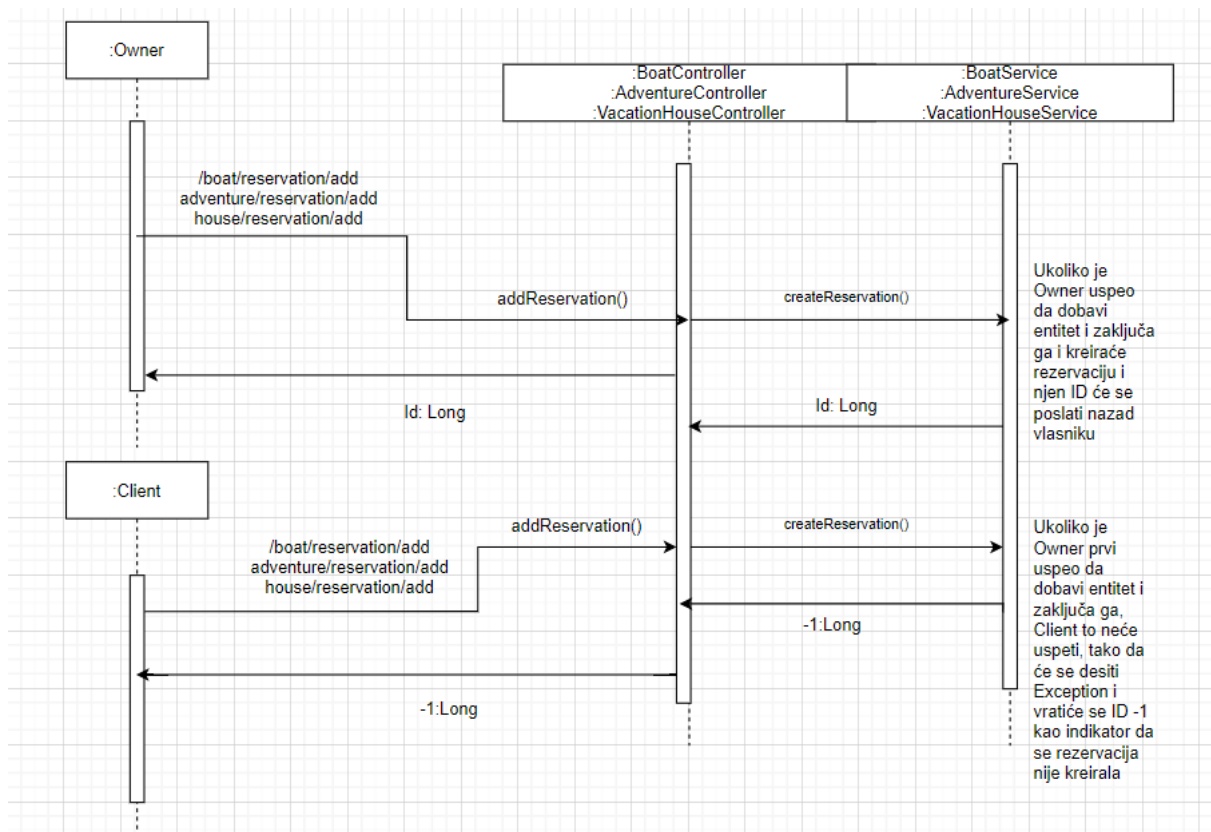 :Owner
:BoatController
:AdventureController
:VacationHouseController
:BoatService
:AdventureService
:VacationHouseService
/boat/reservation/add
adventure/reservation/add
house/reservation/add
addReservation()
createReservation()
Ukoliko je
Owner uspeo
da dobavi
entitet i zaključa
ga i kreiraće
rezervaciju i
njen ID će se
poslati nazad
vlasniku
Id: Long
Id: Long
:Client
addReservation()
createReservation()
/boat/reservation/add
adventure/reservation/add
house/reservation/add
-1:Long
-1:Long
Ukoliko je
Owner prvi
uspeo da
dobavi entitet i
zaključa ga,
Client to neće
uspeti, tako da
će se desiti
Exception i
vratiće se ID -1
kao indikator da
se rezervacija
nije kreirala